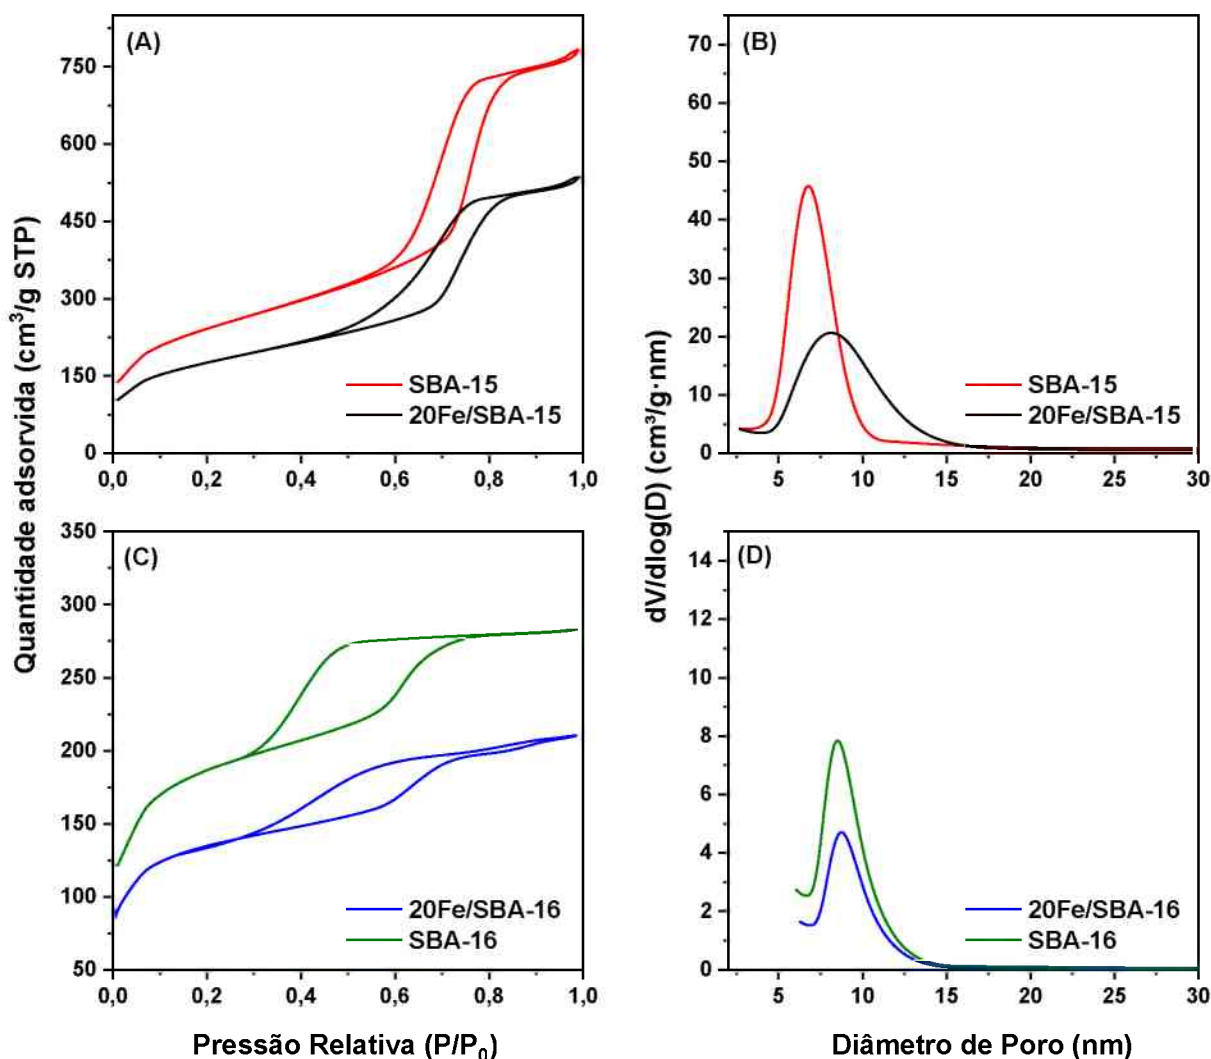 Quantidade adsorvida (cm³/g STP)
(A)
750
600
450
300
150
0
SBA-15
20Fe/SBA-15
0,0 0,2 0,4 0,6 0,8 1,0
dV/dlog(D) (cm³/g·nm)
(B)
70
60
50
40
30
20
10
0
SBA-15
20Fe/SBA-15
5 10 15 20 25 30
(C)
350
300
250
200
150
100
50
20Fe/SBA-16
SBA-16
0,0 0,2 0,4 0,6 0,8 1,0
Pressão Relativa (P/P₀)
(D)
14
12
10
8
6
4
2
0
20Fe/SBA-16
SBA-16
5 10 15 20 25 30
Diâmetro de Poro (nm)